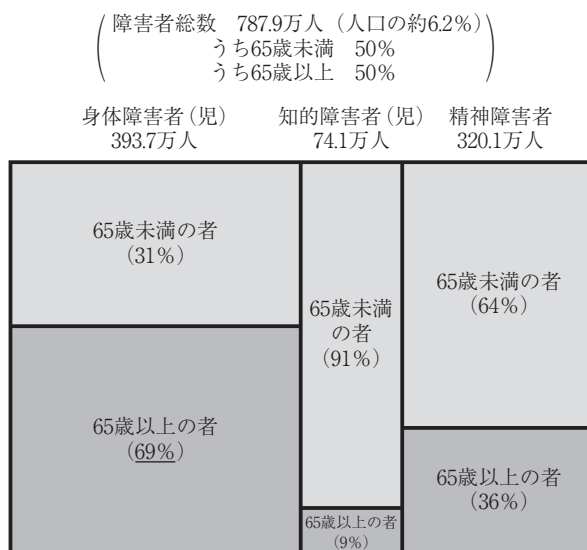 障害者総数 787.9万人（人口の約6.2%）
うち65歳未満 50%
うち65歳以上 50%
身体障害者（児）
393.7万人
知的障害者（児）
74.1万人
精神障害者
320.1万人
65歳未満の者
（31%）
65歳以上の者
（69%）
65歳未満
の者
（91%）
65歳以上の者
（9%）
65歳未満の者
（64%）
65歳以上の者
（36%）